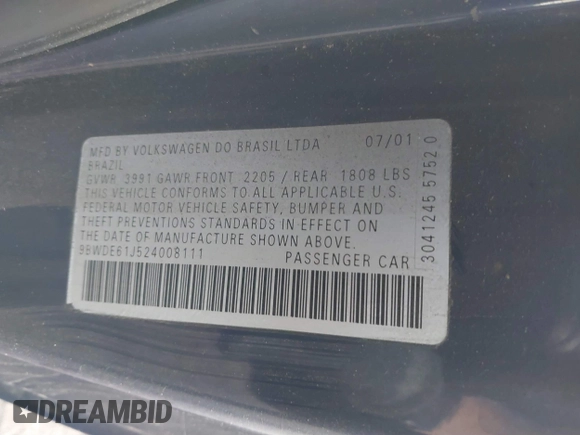 MFD BY VOLKSWAGEN DO BRASIL LTDA 07/01
BRAZIL
GVWR 3991 GAWR FRONT 2205 / REAR 1808 LBS
THIS VEHICLE CONFORMS TO ALL APPLICABLE U.S.
FEDERAL MOTOR VEHICLE SAFETY, BUMPER AND
THEFT PREVENTIONS STANDARDS IN EFFECT ON
THE DATE OF MANUFACTURE SHOWN ABOVE.
9BWDE61J524008111 PASSENGER CAR
3041245 5752 0
DREAMBID